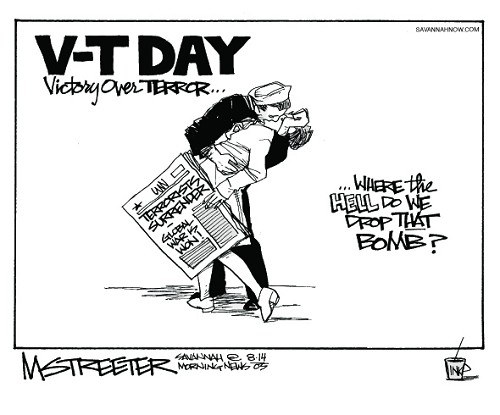 SAVANNAHNOW.COM
V-T DAY
Victory Over TERROR...
TERRORISTS
SURRENDER!
GLOBAL
WAR IS
WON!
...WHERE the
HELL DO WE
DROP THAT
BOMB?
MSTREETER
SAVANNAH © 8.14
MORNING NEWS 05
INK